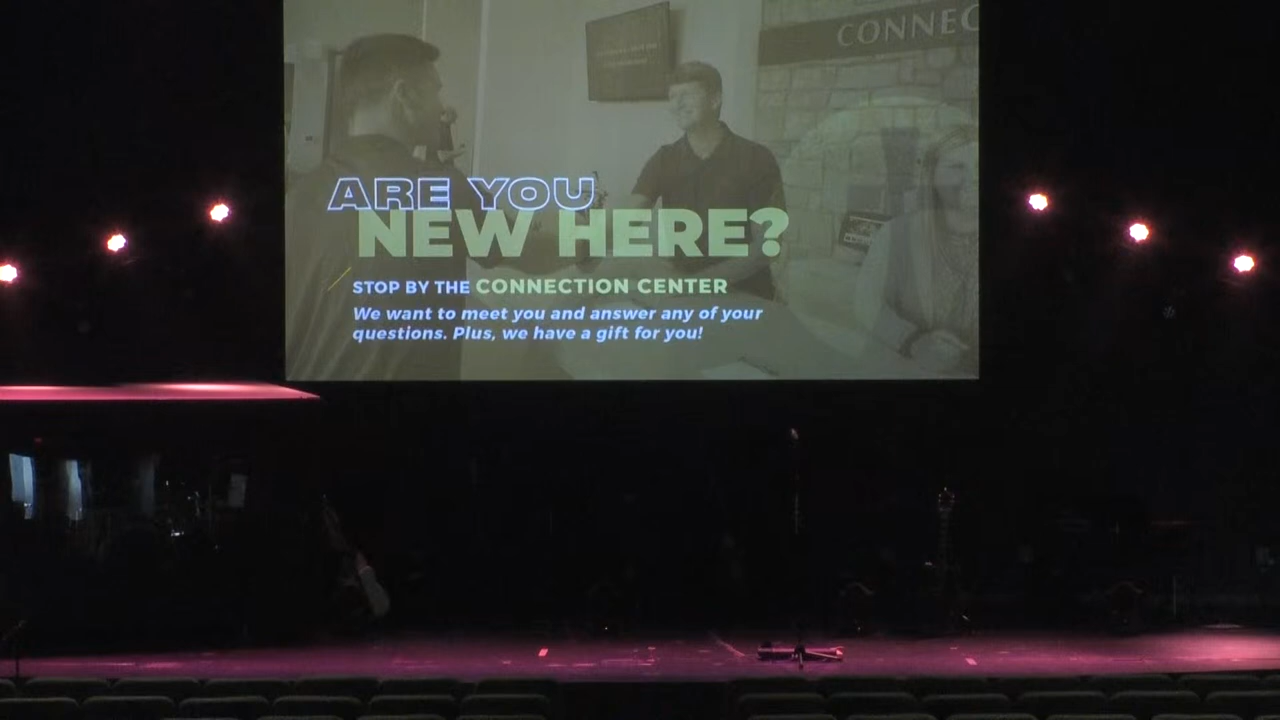 CONNEC
ARE YOU
NEW HERE?
STOP BY THE CONNECTION CENTER
We want to meet you and answer any of your
questions. Plus, we have a gift for you!